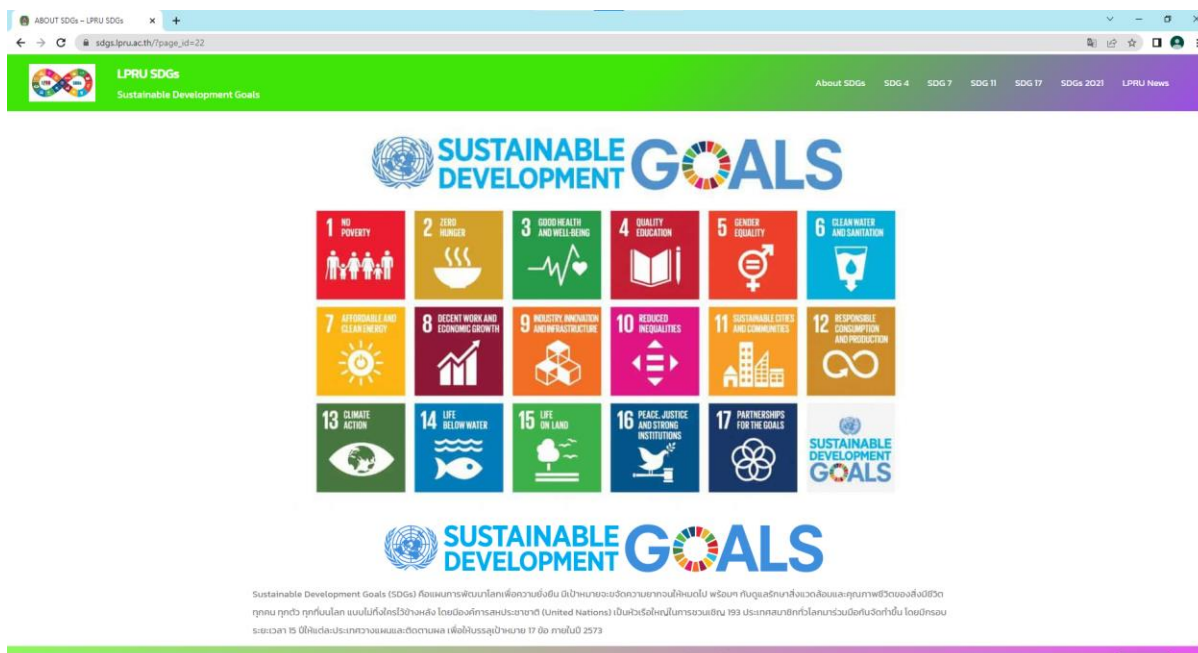 ABOUT SDGs – LPRU SDGs
sdgs.lpru.ac.th/?page_id=22
LPRU SDGs
Sustainable Development Goals
About SDGs SDG 4 SDG 7 SDG 11 SDG 17 SDGs 2021 LPRU News
SUSTAINABLE
DEVELOPMENT
GOALS
1 NO
POVERTY
2 ZERO
HUNGER
3 GOOD HEALTH
AND WELL-BEING
4 QUALITY
EDUCATION
5 GENDER
EQUALITY
6 CLEAN WATER
AND SANITATION
7 AFFORDABLE AND
CLEAN ENERGY
8 DECENT WORK AND
ECONOMIC GROWTH
9 INDUSTRY, INNOVATION
AND INFRASTRUCTURE
10 REDUCED
INEQUALITIES
11 SUSTAINABLE CITIES
AND COMMUNITIES
12 RESPONSIBLE
CONSUMPTION
AND PRODUCTION
13 CLIMATE
ACTION
14 LIFE
BELOW WATER
15 LIFE
ON LAND
16 PEACE, JUSTICE
AND STRONG
INSTITUTIONS
17 PARTNERSHIPS
FOR THE GOALS
SUSTAINABLE
DEVELOPMENT
GOALS
SUSTAINABLE
DEVELOPMENT
GOALS
Sustainable Development Goals (SDGs) คือแผนการพัฒนาโลกเพื่อความยั่งยืน มีเป้าหมายจะขจัดความยากจนให้หมดไป พร้อมๆ กับดูแลรักษาสิ่งแวดล้อมและคุณภาพชีวิตของสิ่งมีชีวิต
ทุกคน ทุกตัว ทุกที่บนโลก แบบไม่ทิ้งใครไว้ข้างหลัง โดยมีองค์การสหประชาชาติ (United Nations) เป็นหัวเรือใหญ่ในการชวนเชิญ 193 ประเทศสมาชิกทั่วโลกมาร่วมมือกันจัดทำขึ้น โดยมีกรอบ
ระยะเวลา 15 ปีให้แต่ละประเทศวางแผนและติดตามผล เพื่อให้บรรลุเป้าหมาย 17 ข้อ ภายในปี 2573